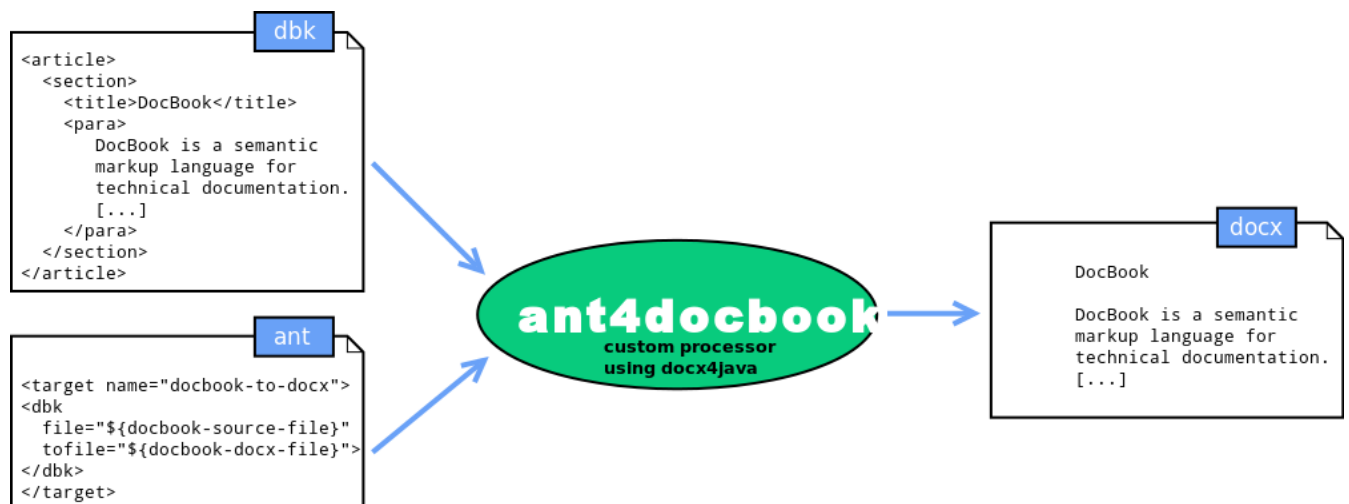 dbk
<article>
  <section>
    <title>DocBook</title>
    <para>
       DocBook is a semantic
       markup language for
       technical documentation.
       [...]
    </para>
  </section>
</article>
ant
<target name="docbook-to-docx">
<dbk
  file="${docbook-source-file}"
  tofile="${docbook-docx-file}">
</dbk>
</target>
ant4docbook
custom processor
using docx4java
docx
DocBook
DocBook is a semantic
markup language for
technical documentation.
[...]